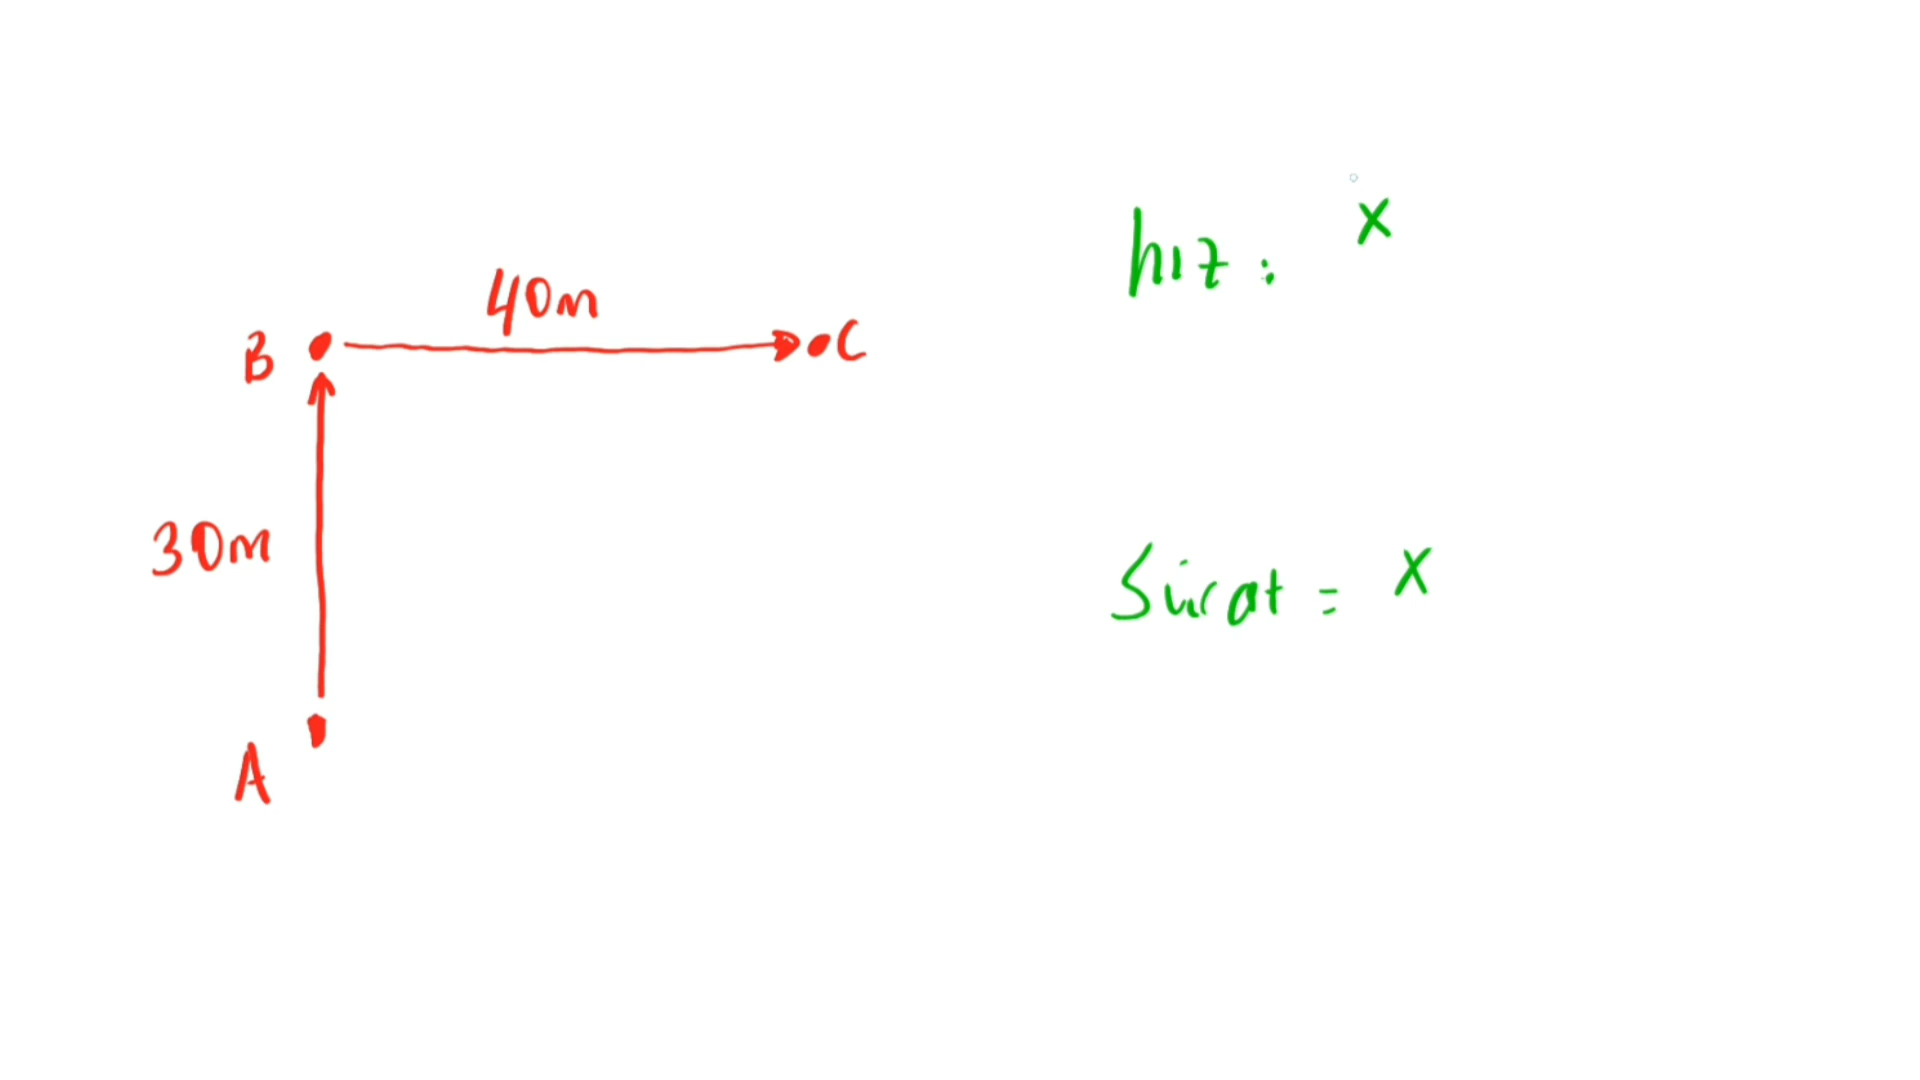 40m
B
C
30m
A
hız: x
Sürat = x